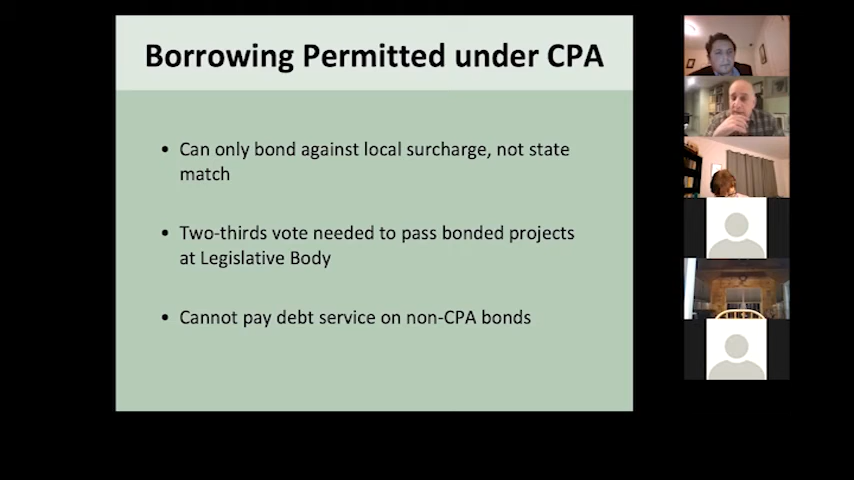 Borrowing Permitted under CPA
• Can only bond against local surcharge, not state
match
• Two-thirds vote needed to pass bonded projects
at Legislative Body
• Cannot pay debt service on non-CPA bonds